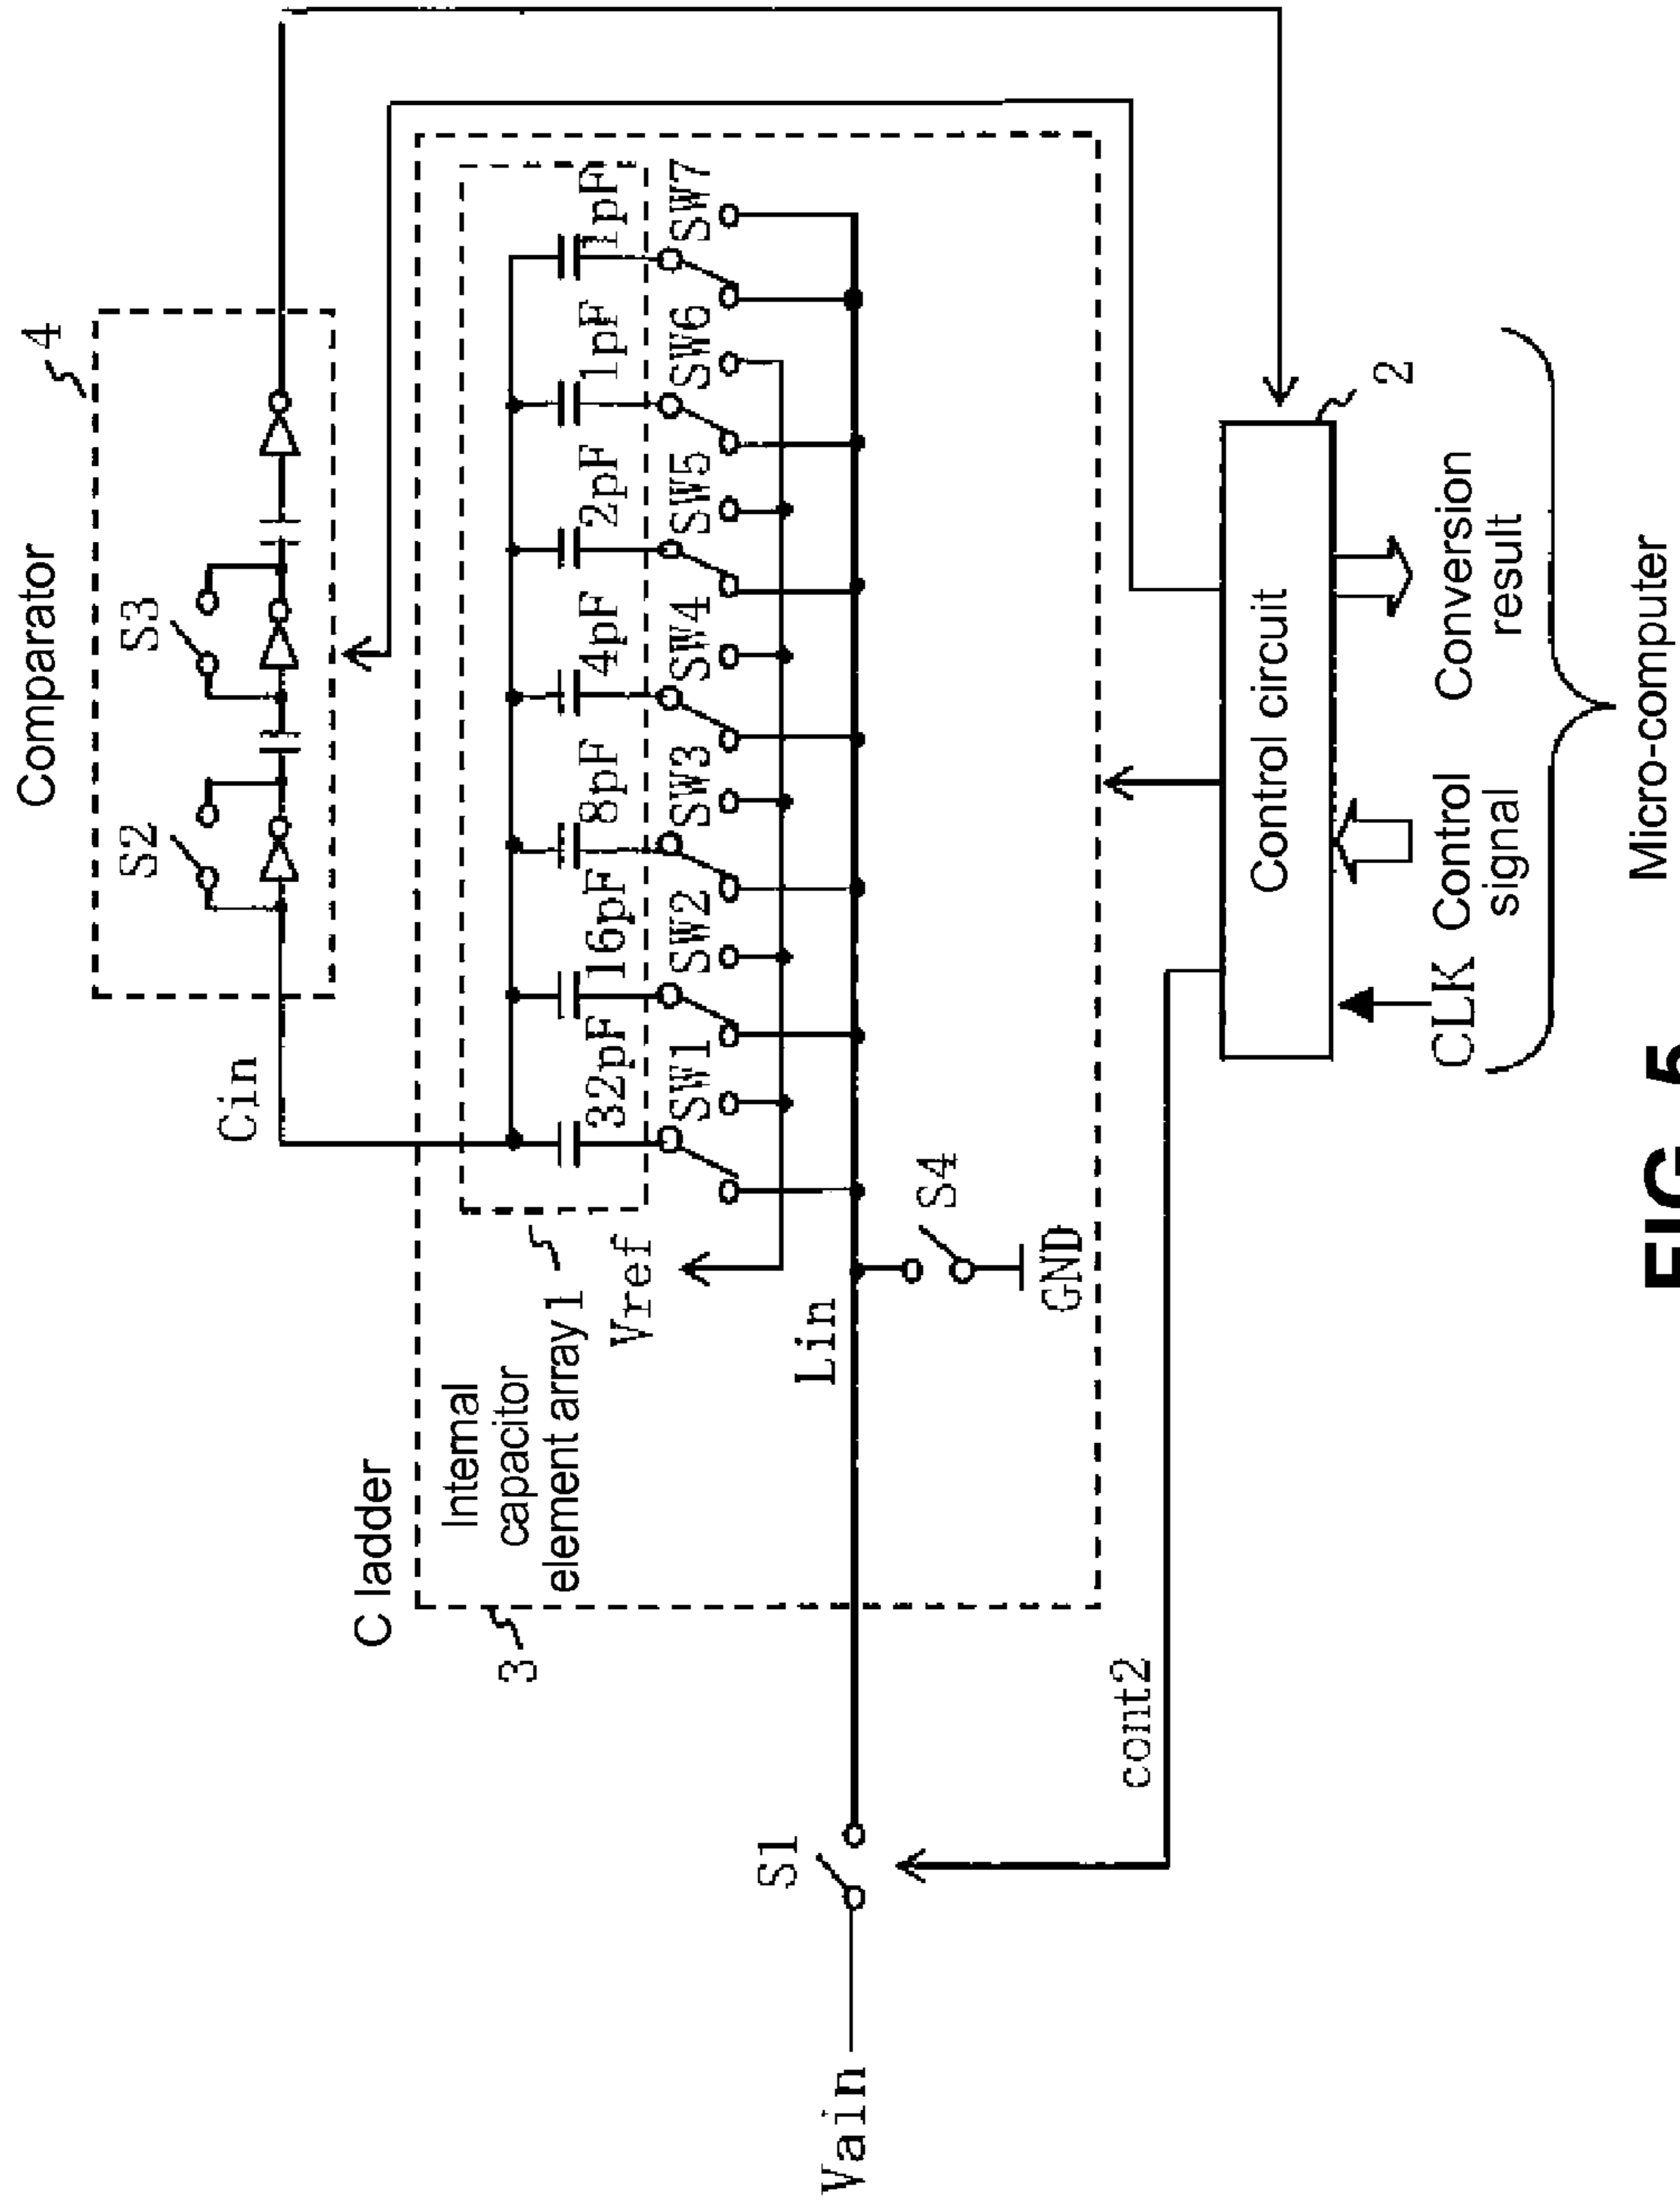 Comparator
4
S2
S3
Cin
C ladder
3
Internal
capacitor
element array1
32pF
16pF
8pF
4pF
2pF
1pF
1pF
SW1
SW2
SW3
SW4
SW5
SW6
SW7
Vref
Lin
S4
GND
S1
Vain
cont2
Control circuit
2
CLK
Control
signal
Conversion
result
Micro-computer
FIG. 5